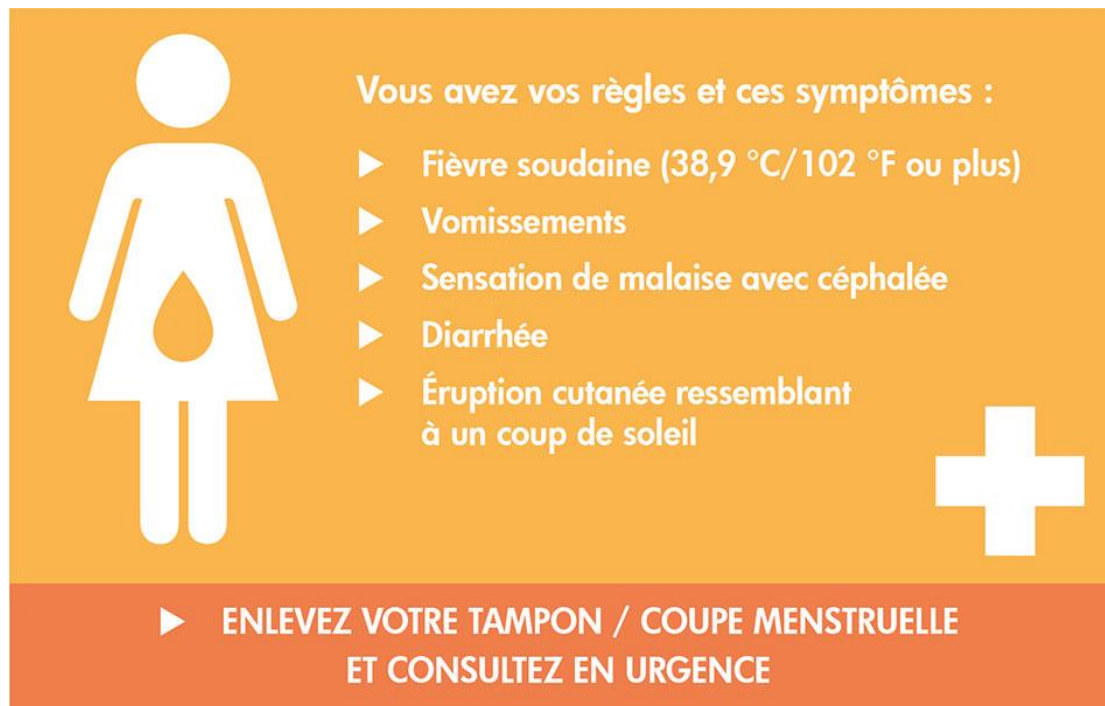 Vous avez vos règles et ces symptômes :
▶ Fièvre soudaine (38,9 °C/102 °F ou plus)
▶ Vomissements
▶ Sensation de malaise avec céphalée
▶ Diarrhée
▶ Éruption cutanée ressemblant
à un coup de soleil
▶ ENLEVEZ VOTRE TAMPON / COUPE MENSTRUELLE
ET CONSULTEZ EN URGENCE